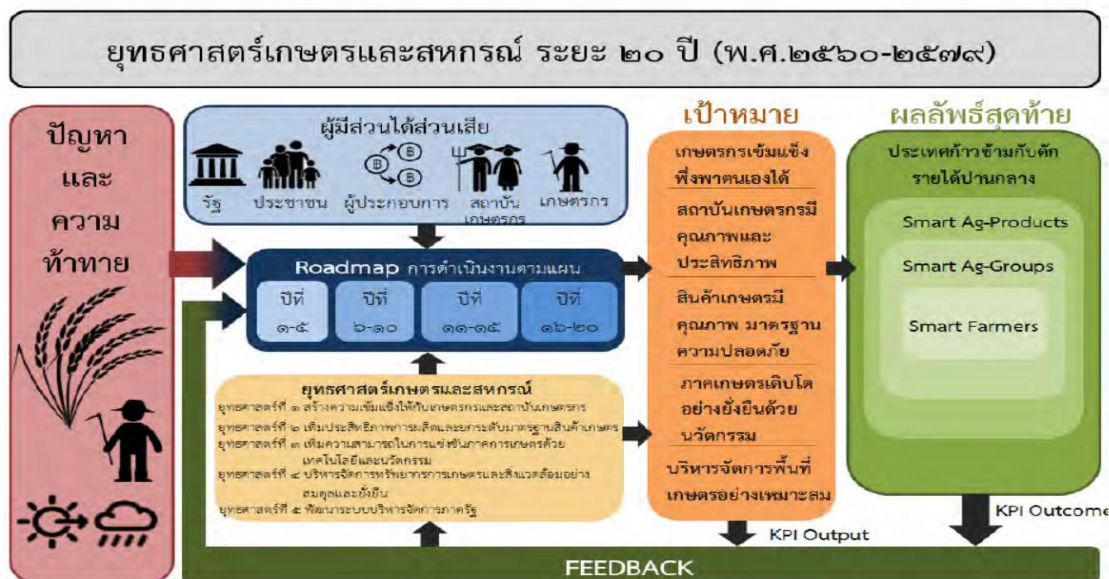 ยุทธศาสตร์เกษตรและสหกรณ์ ระยะ ๒๐ ปี (พ.ศ.๒๕๖๐-๒๕๗๙)
ปัญหา
และ
ความ
ท้าทาย
ผู้มีส่วนได้ส่วนเสีย
รัฐ
ประชาชน
ผู้ประกอบการ
สถาบัน
เกษตรกร
เกษตรกร
Roadmap การดำเนินงานตามแผน
ปีที่
๑-๕
ปีที่
๖-๑๐
ปีที่
๑๑-๑๕
ปีที่
๑๖-๒๐
ยุทธศาสตร์เกษตรและสหกรณ์
ยุทธศาสตร์ที่ ๑ สร้างความเข้มแข็งให้กับเกษตรกรและสถาบันเกษตรกร
ยุทธศาสตร์ที่ ๒ เพิ่มประสิทธิภาพการผลิตและยกระดับมาตรฐานสินค้าเกษตร
ยุทธศาสตร์ที่ ๓ เพิ่มความสามารถในการแข่งขันภาคการเกษตรด้วย
เทคโนโลยีและนวัตกรรม
ยุทธศาสตร์ที่ ๔ บริหารจัดการทรัพยากรการเกษตรและสิ่งแวดล้อมอย่าง
สมดุลและยั่งยืน
ยุทธศาสตร์ที่ ๕ พัฒนาระบบบริหารจัดการภาครัฐ
เป้าหมาย
เกษตรกรเข้มแข็ง
พึ่งพาตนเองได้
สถาบันเกษตรกรมี
คุณภาพและ
ประสิทธิภาพ
สินค้าเกษตรมี
คุณภาพ มาตรฐาน
ความปลอดภัย
ภาคเกษตรเติบโต
อย่างยั่งยืนด้วย
นวัตกรรม
บริหารจัดการพื้นที่
เกษตรอย่างเหมาะสม
ผลลัพธ์สุดท้าย
ประเทศก้าวข้ามกับดัก
รายได้ปานกลาง
Smart Ag-Products
Smart Ag-Groups
Smart Farmers
KPI Output
KPI Outcome
FEEDBACK